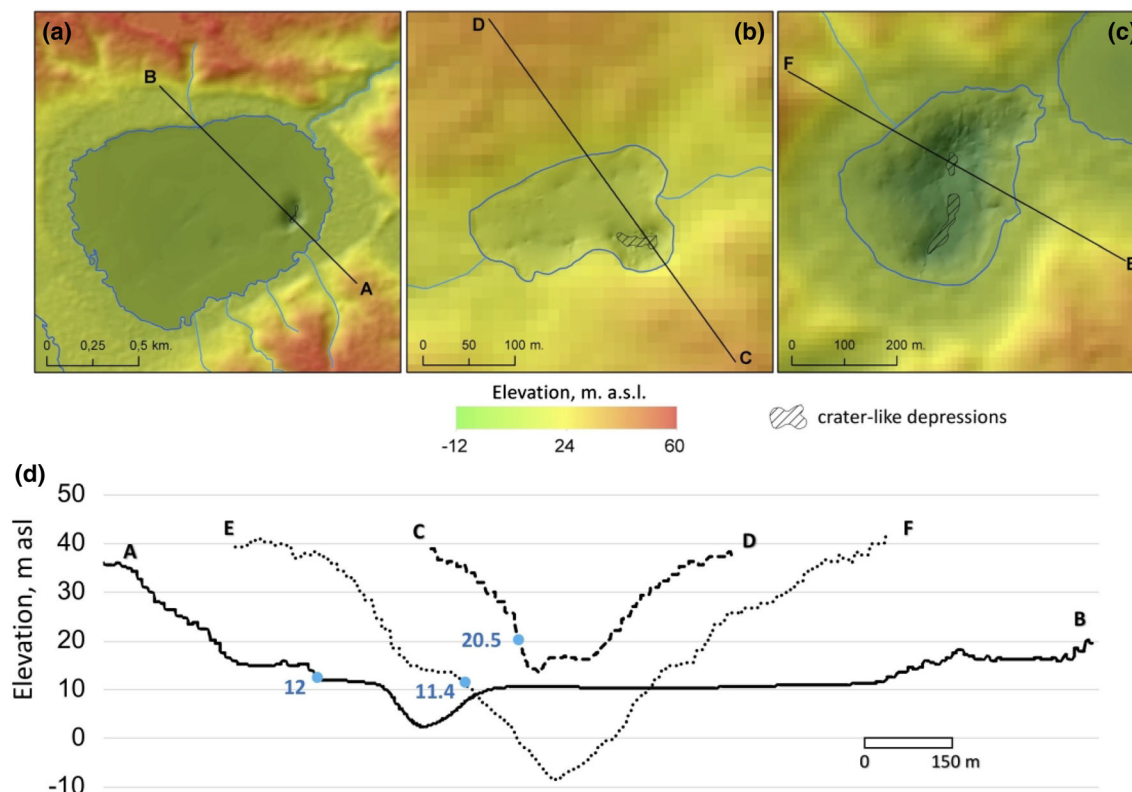 (a)
B
A
0 0,25 0,5 km.
(b)
D
C
0 50 100 m.
(c)
F
E
0 100 200 m.
Elevation, m. a.s.l.
-12 24 60
crater-like depressions
(d)
Elevation, m asl
50
40
30
20
10
0
-10
A
E
C
D
F
B
20.5
12
11.4
0 150 m